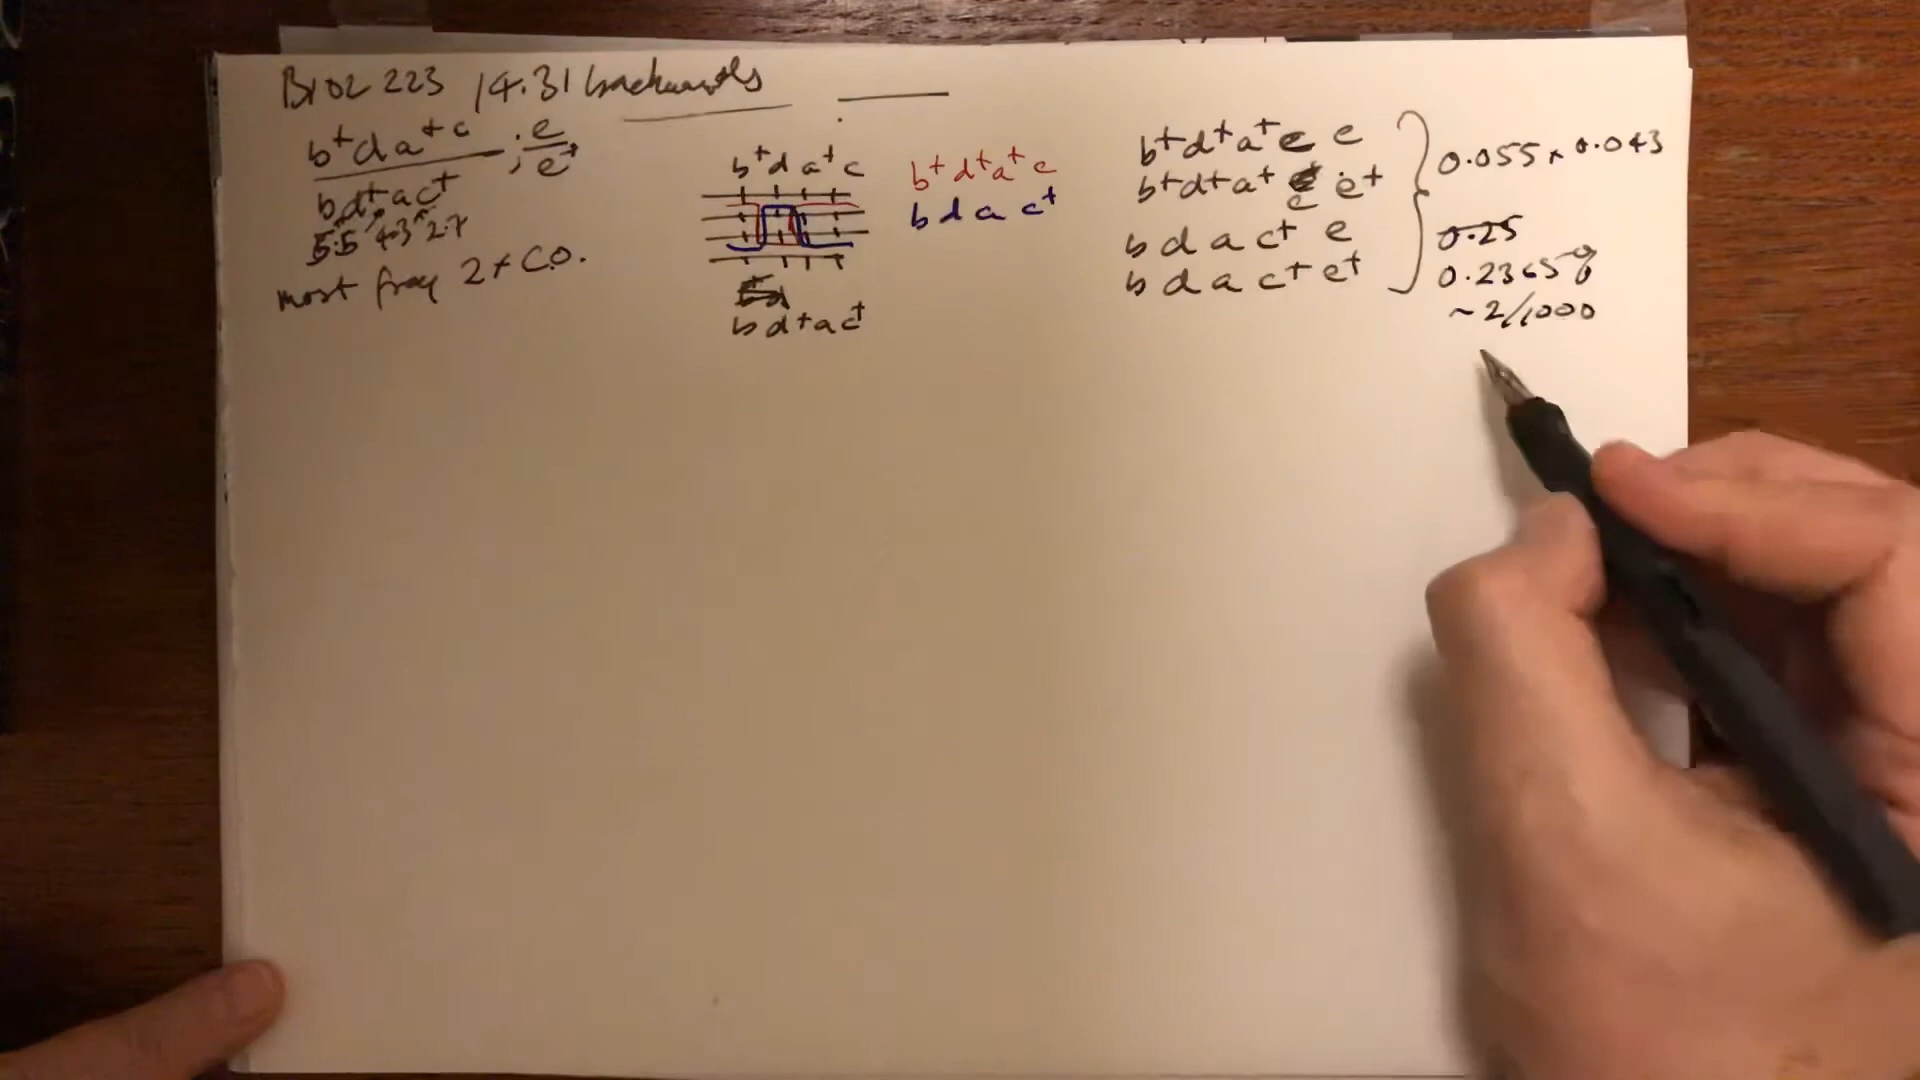 BIOL 223 14.31 backwards
b+ d a+ c ; e
b d+ a c+ e+
5.5 4.3 2.7
most freq 2x C.O.
b+ d a+ c
b d+ a c+
b+ d+ a+ c
b d a c+
b+ d+ a+ c e
b+ d+ a+ c e+
b d a c+ e
b d a c+ e+
0.055 x 0.043
0.25
0.2365%
~2/1000